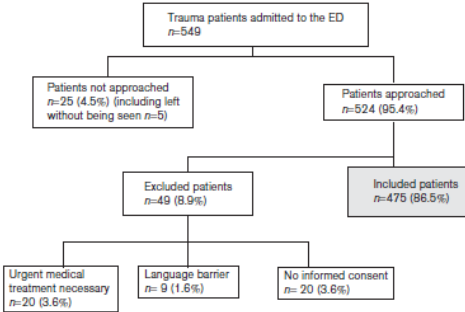 Trauma patients admitted to the ED
n=549
Patients not approached
n=25 (4.5%) (including left
without being seen n=5)
Patients approached
n=524 (95.4%)
Excluded patients
n=49 (8.9%)
Included patients
n=475 (86.5%)
Urgent medical
treatment necessary
n=20 (3.6%)
Language barrier
n= 9 (1.6%)
No informed consent
n= 20 (3.6%)